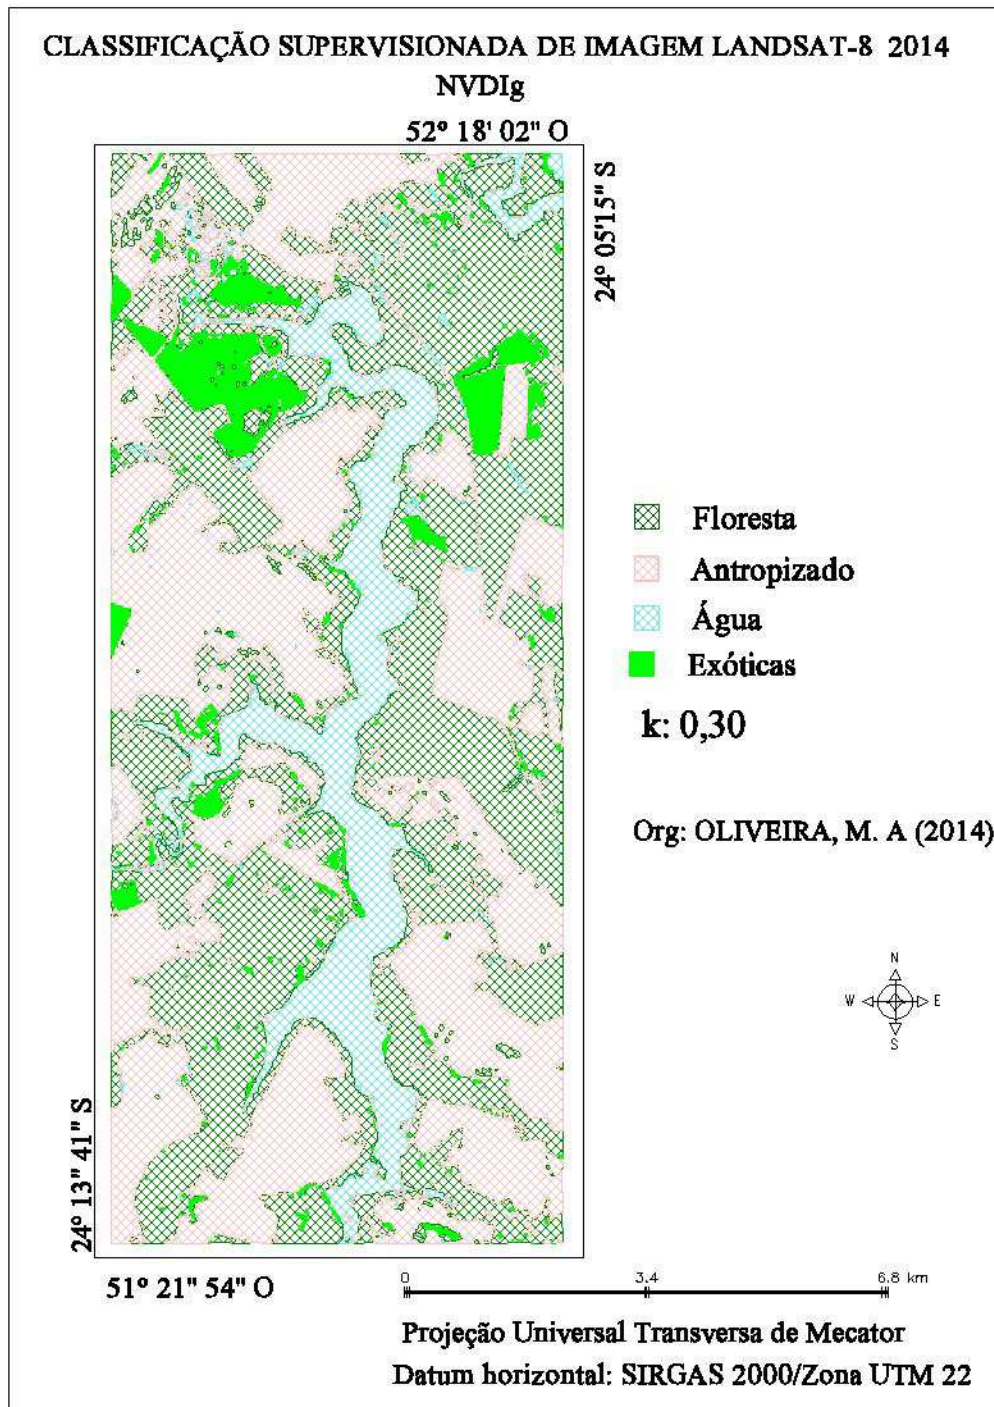 CLASSIFICAÇÃO SUPERVISIONADA DE IMAGEM LANDSAT-8 2014
NVDIg
52º 18' 02" O
24º 05'15" S
Floresta
Antropizado
Água
Exóticas
k: 0,30
Org: OLIVEIRA, M. A (2014)
N
W E
S
24º 13" 41" S
51º 21" 54" O
0 3.4 6.8 km
Projeção Universal Transversa de Mecator
Datum horizontal: SIRGAS 2000/Zona UTM 22